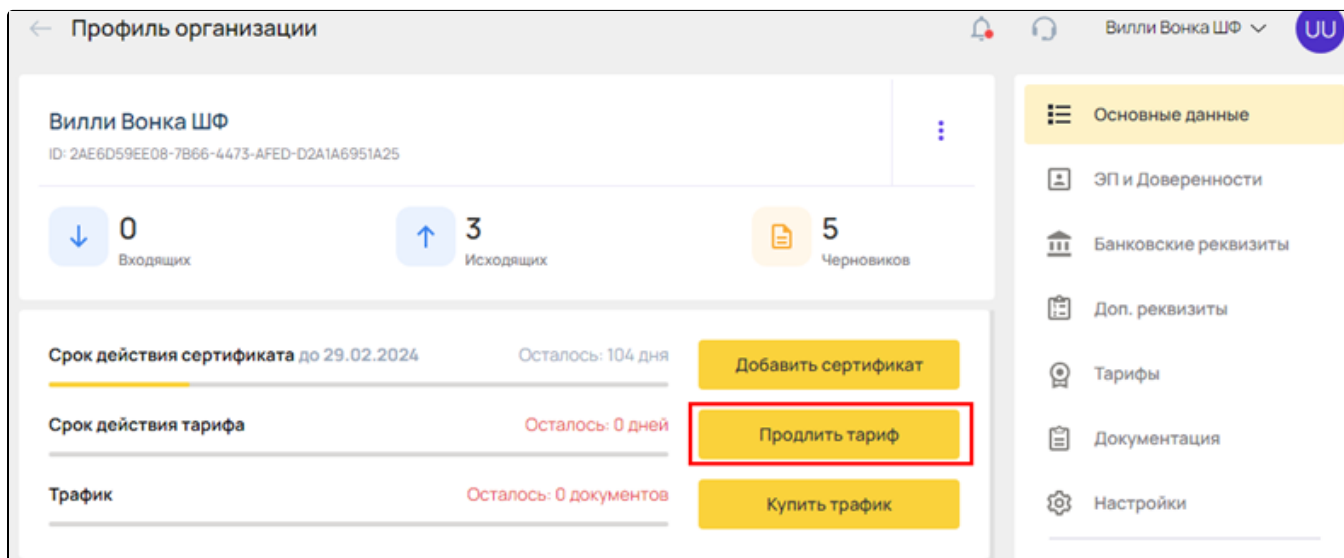 Профиль организации
Вилли Вонка ШФ
UU
Вилли Вонка ШФ
ID: 2AE6D59EE08-7B66-4473-AFED-D2A1A6951A25
0
Входящих
3
Исходящих
5
Черновиков
Срок действия сертификата до 29.02.2024
Осталось: 104 дня
Добавить сертификат
Срок действия тарифа
Осталось: 0 дней
Продлить тариф
Трафик
Осталось: 0 документов
Купить трафик
Основные данные
ЭП и Доверенности
Банковские реквизиты
Доп. реквизиты
Тарифы
Документация
Настройки